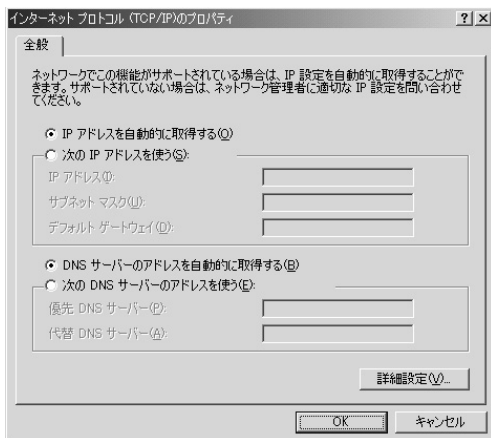 インターネット プロトコル (TCP/IP)のプロパティ
全般
ネットワークでこの機能がサポートされている場合は、IP 設定を自動的に取得することがで
きます。サポートされていない場合は、ネットワーク管理者に適切な IP 設定を問い合わせ
てください。
IP アドレスを自動的に取得する(O)
次の IP アドレスを使う(S):
IP アドレス(I):
サブネット マスク(U):
デフォルト ゲートウェイ(D):
DNS サーバーのアドレスを自動的に取得する(B)
次の DNS サーバーのアドレスを使う(E):
優先 DNS サーバー(P):
代替 DNS サーバー(A):
詳細設定(V)...
OK
キャンセル